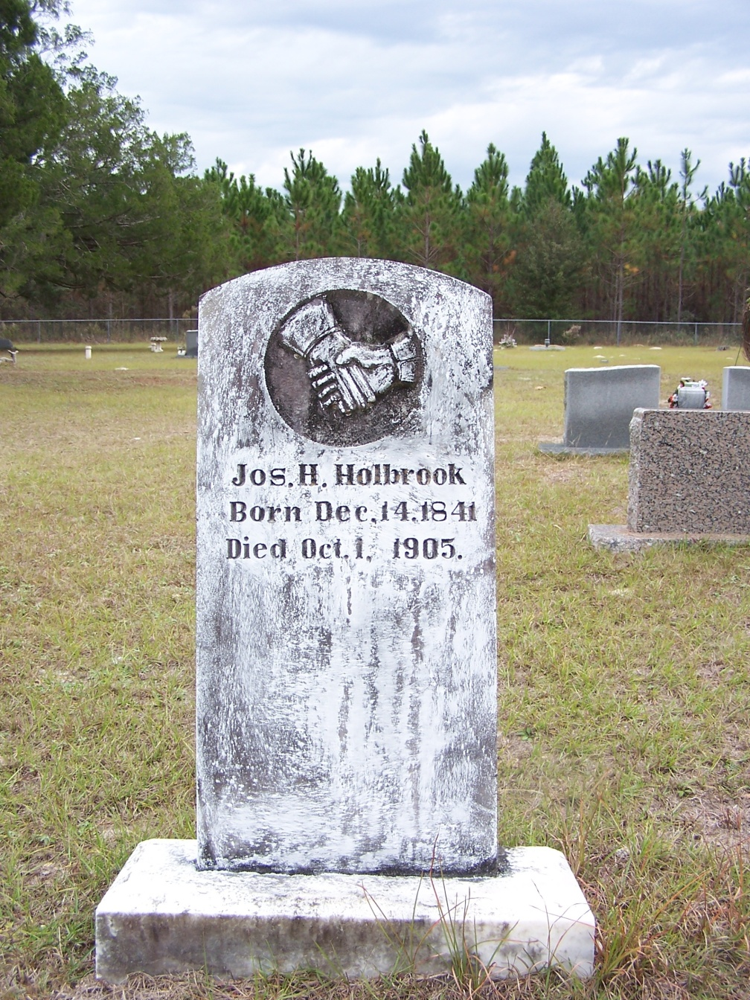 Jos. H. Holbrook
Born Dec. 14. 1841
Died Oct. 1, 1905.